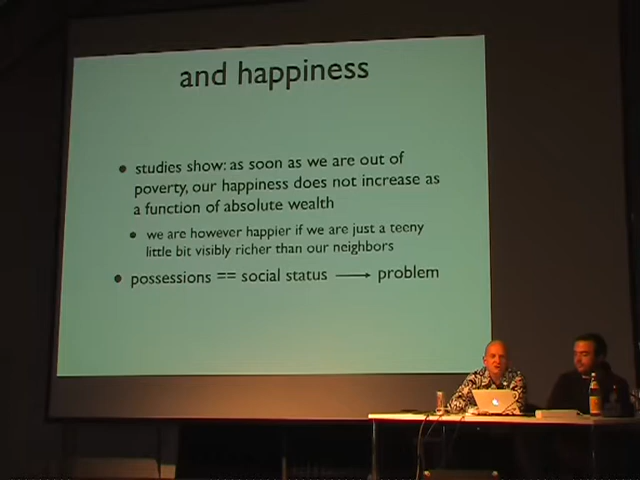 and happiness
studies show: as soon as we are out of
poverty, our happiness does not increase as
a function of absolute wealth
we are however happier if we are just a teeny
little bit visibly richer than our neighbors
possessions == social status → problem